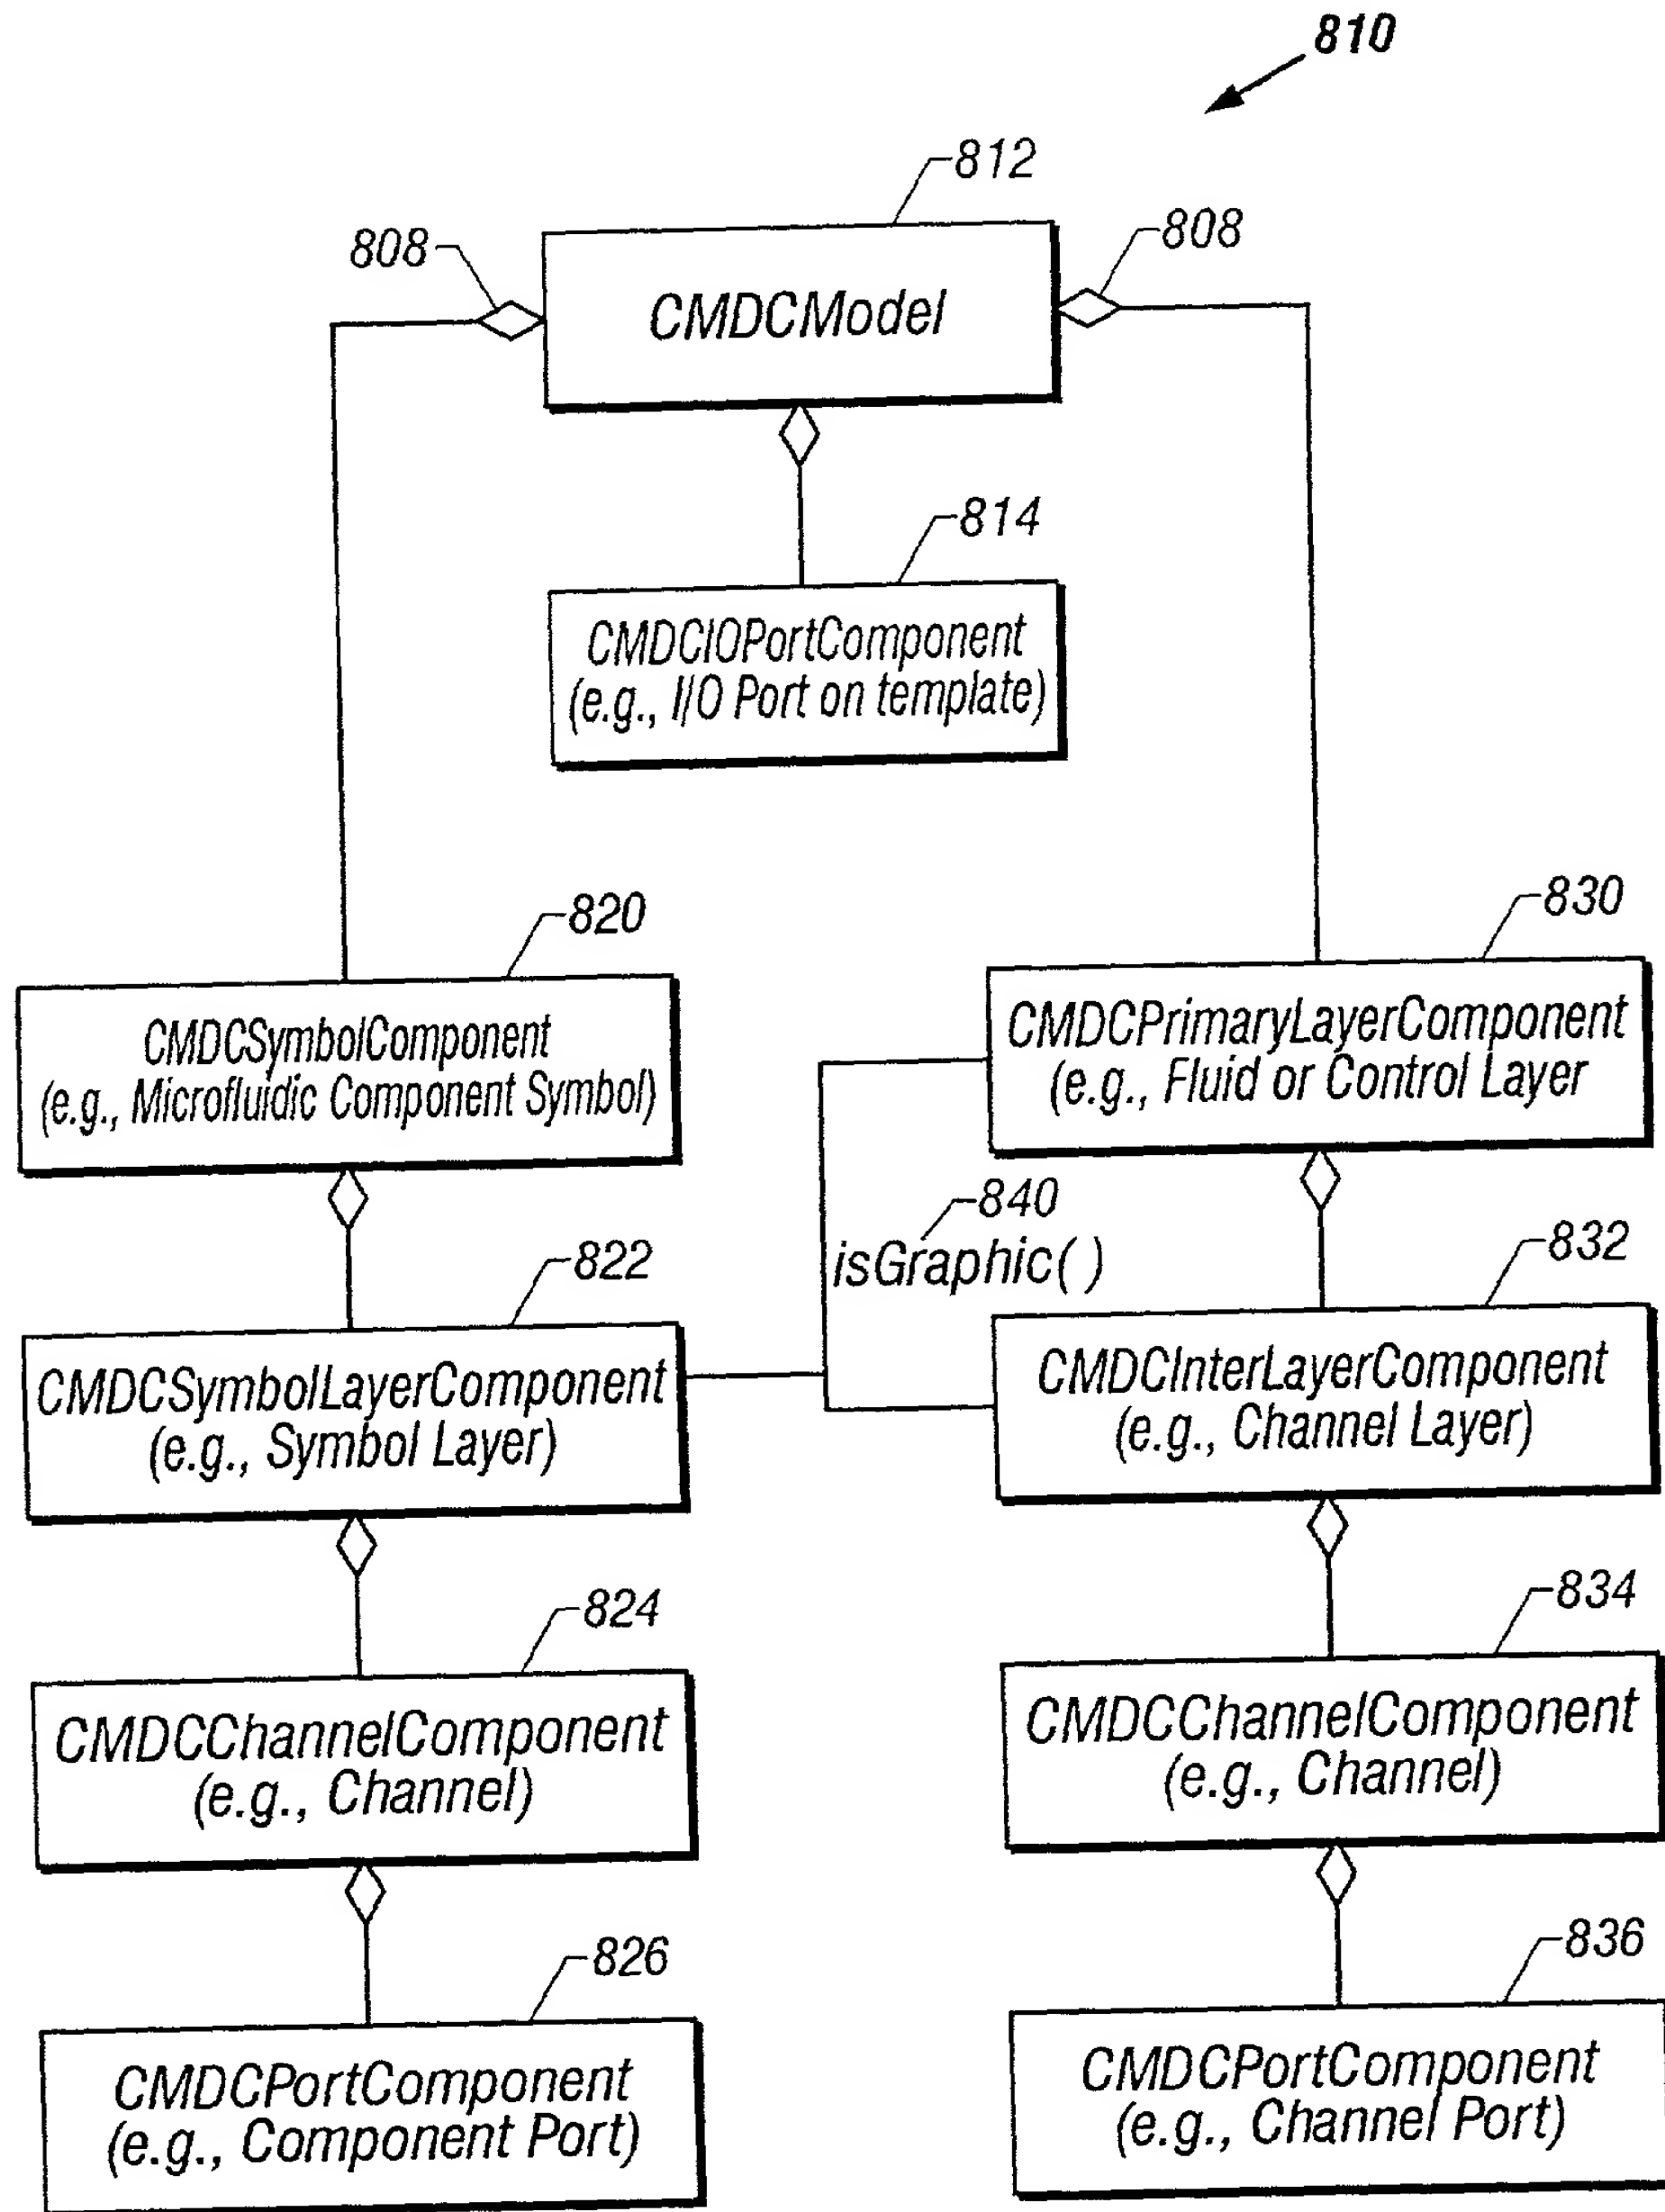 810
812
808
808
CMDCModel
814
CMDCIOPortComponent
(e.g., I/O Port on template)
820
830
CMDCSymbolComponent
(e.g., Microfluidic Component Symbol)
CMDCPrimaryLayerComponent
(e.g., Fluid or Control Layer
840
isGraphic( )
822
832
CMDCSymbolLayerComponent
(e.g., Symbol Layer)
CMDCInterLayerComponent
(e.g., Channel Layer)
824
834
CMDCChannelComponent
(e.g., Channel)
CMDCChannelComponent
(e.g., Channel)
826
836
CMDCPortComponent
(e.g., Component Port)
CMDCPortComponent
(e.g., Channel Port)